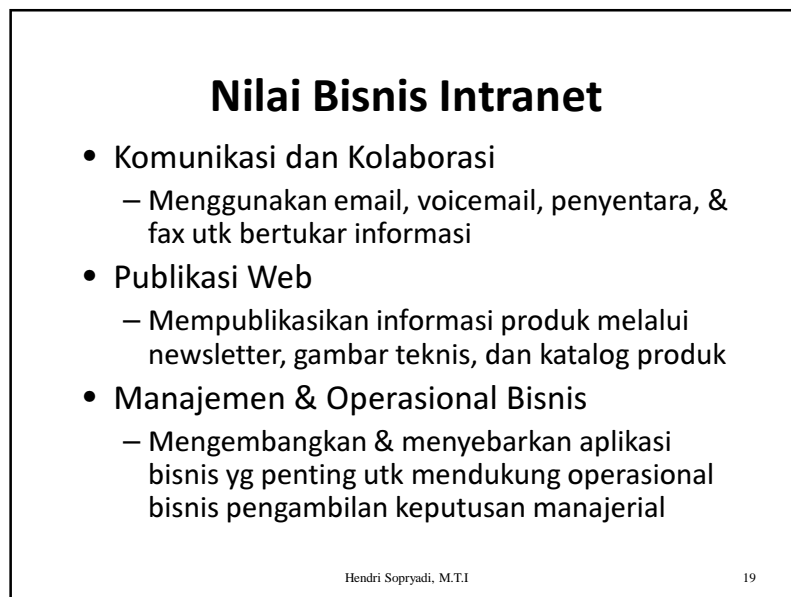 Nilai Bisnis Intranet
• Komunikasi dan Kolaborasi
– Menggunakan email, voicemail, penyentara, &
fax utk bertukar informasi
• Publikasi Web
– Mempublikasikan informasi produk melalui
newsletter, gambar teknis, dan katalog produk
• Manajemen & Operasional Bisnis
– Mengembangkan & menyebarkan aplikasi
bisnis yg penting utk mendukung operasional
bisnis pengambilan keputusan manajerial
Hendri Sopryadi, M.T.I
19